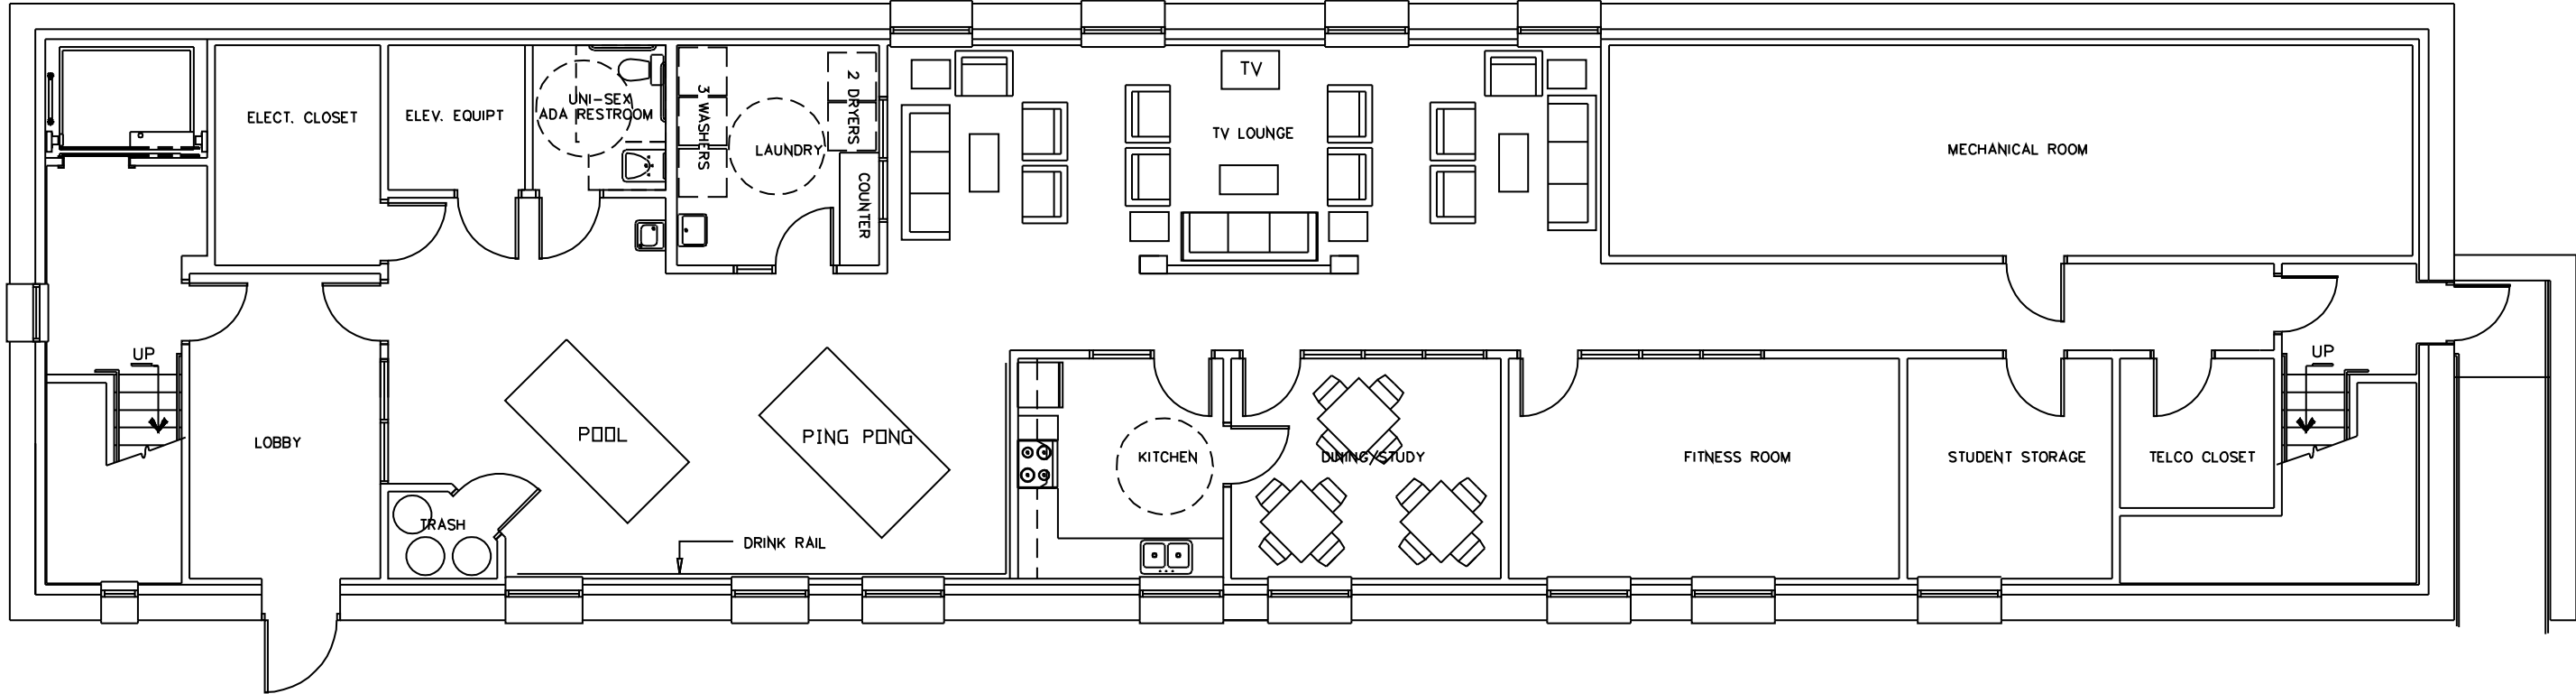 TV
ELECT. CLOSET
ELEV. EQUIPT
UNI-SEX
ADA RESTROOM
3 WASHERS
LAUNDRY
2 DRYERS
COUNTER
TV LOUNGE
MECHANICAL ROOM
UP
LOBBY
TRASH
POOL
PING PONG
DRINK RAIL
KITCHEN
DINING/STUDY
FITNESS ROOM
STUDENT STORAGE
TELCO CLOSET
UP